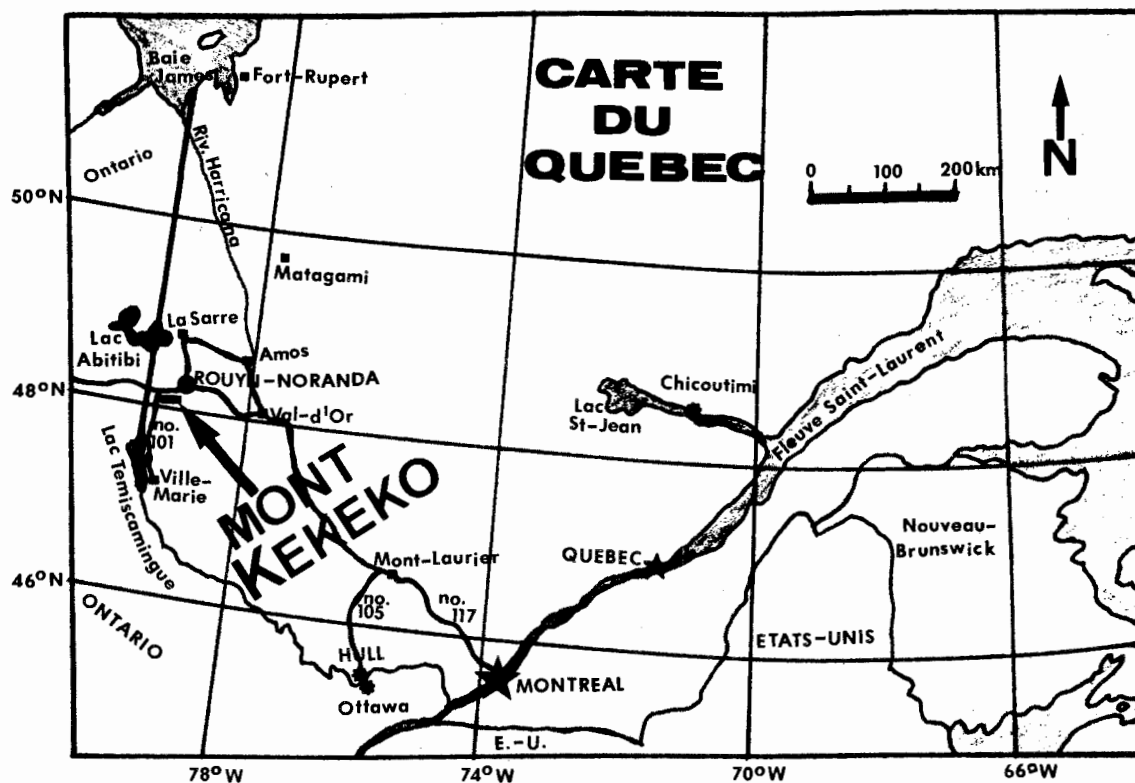 CARTE
DU
QUEBEC
Baie
James
Fort-Rupert
Ontario
Riv. Harricana
0 100 200 km
N
50°N
Matagami
La Sarre
Lac
Abitibi
Amos
ROUYN-NORANDA
48°N
Val-d'Or
no.
101
Lac Temiscamingue
Ville-
Marie
MONT
KEKEKO
Chicoutimi
Lac
St-Jean
Fleuve Saint-Laurent
Nouveau-
Brunswick
QUEBEC
Mont-Laurier
46°N
no.
105
no.
117
ONTARIO
HULL
Ottawa
MONTREAL
ETATS-UNIS
E.-U.
78°W
74°W
70°W
66°W